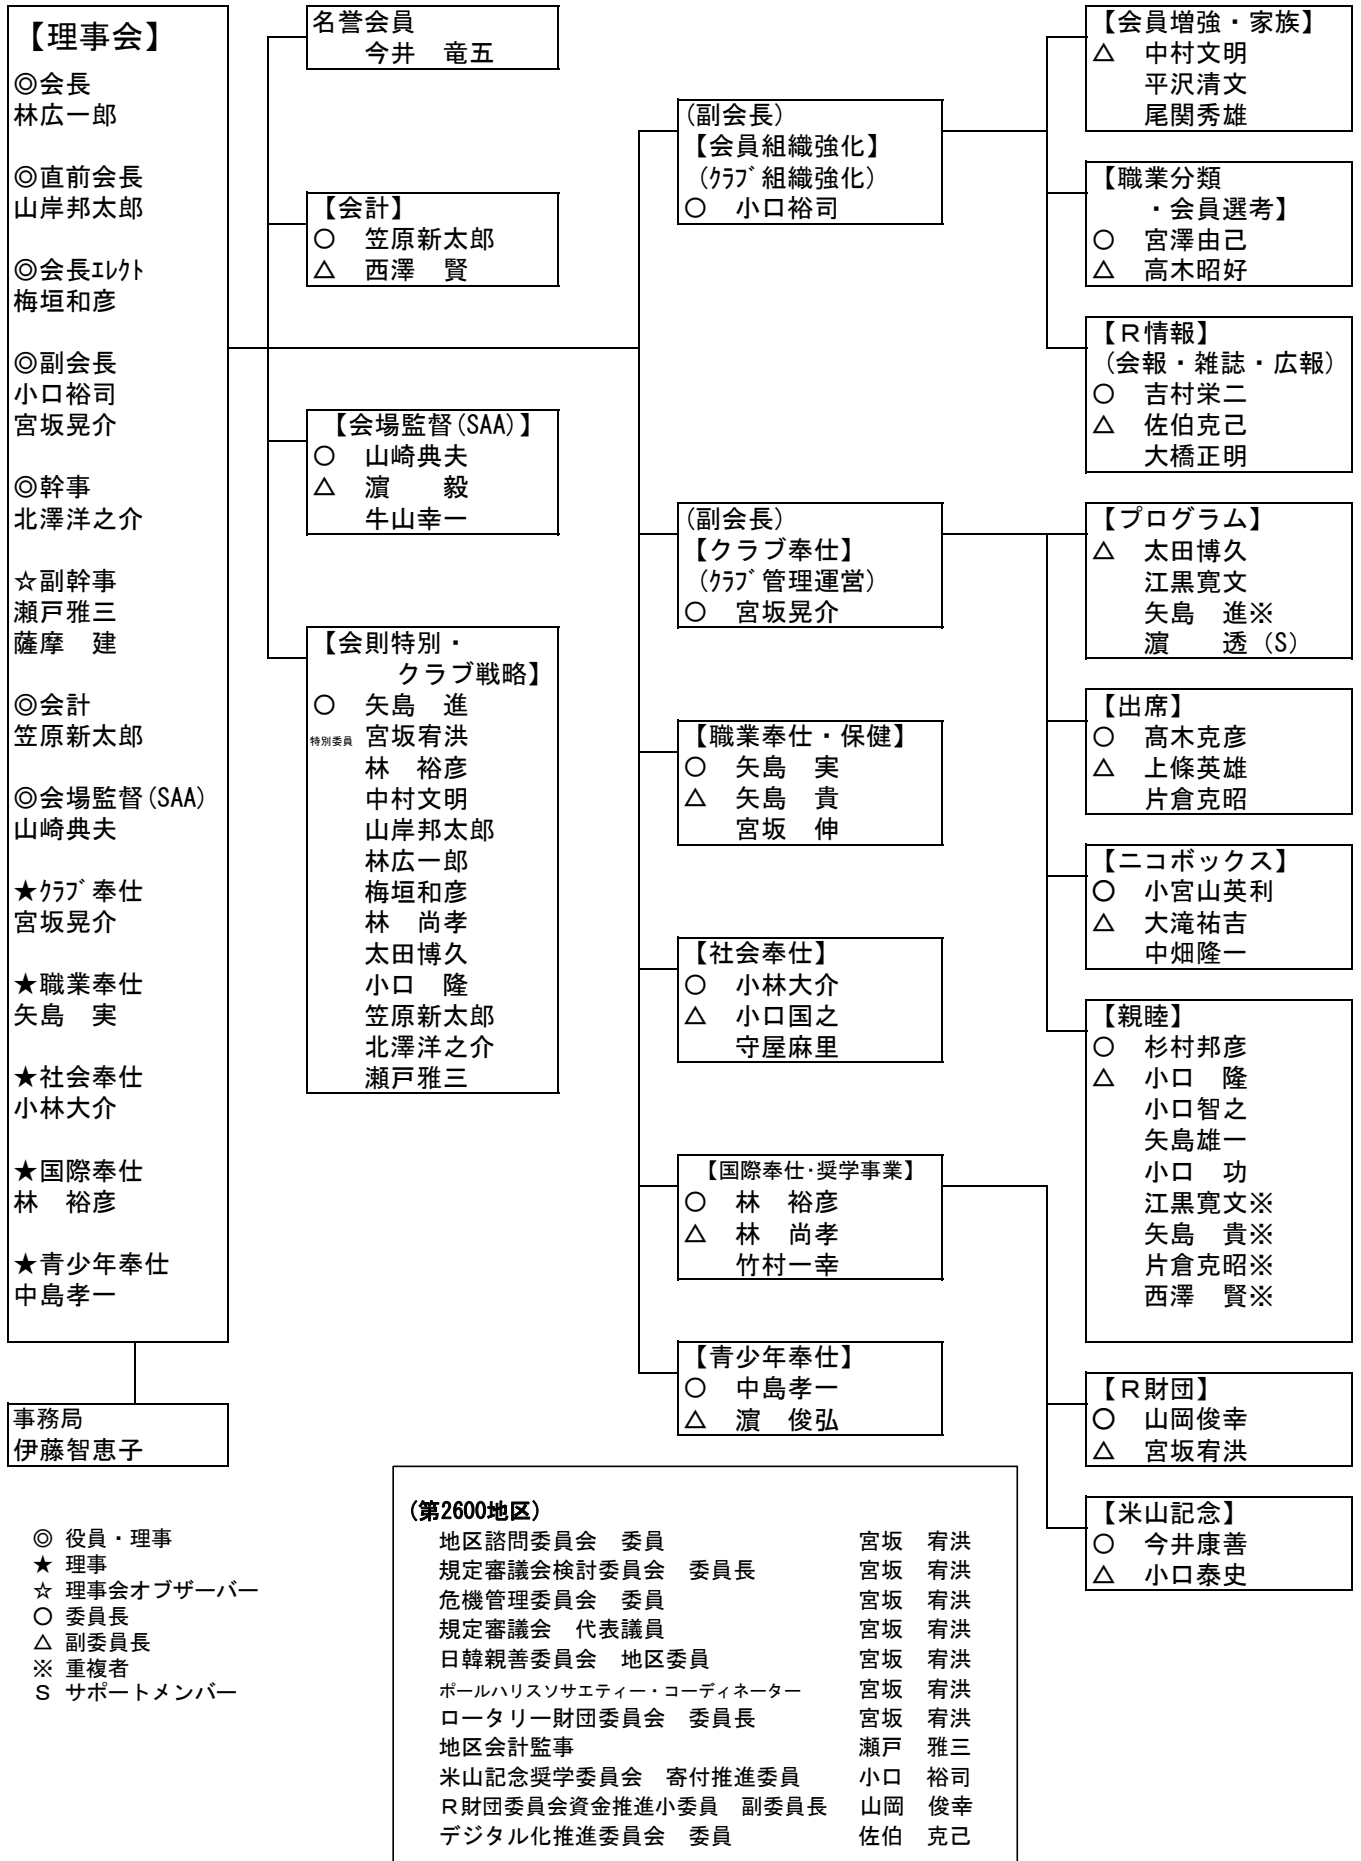 【理事会】
◎会長
林広一郎
◎直前会長
山岸邦太郎
◎会長ｴﾚｸﾄ
梅垣和彦
◎副会長
小口裕司
宮坂晃介
◎幹事
北澤洋之介
☆副幹事
瀬戸雅三
薩摩　建
◎会計
笠原新太郎
◎会場監督(SAA)
山崎典夫
★ｸﾗﾌﾞ奉仕
宮坂晃介
★職業奉仕
矢島　実
★社会奉仕
小林大介
★国際奉仕
林　裕彦
★青少年奉仕
中島孝一
事務局
伊藤智恵子
名誉会員
今井　竜五
【会計】
○　笠原新太郎
△　西澤　賢
【会場監督(SAA)】
○　山崎典夫
△　濵　　毅
牛山幸一
【会則特別・
クラブ戦略】
○　矢島　進
特別委員　宮坂宥洪
林　裕彦
中村文明
山岸邦太郎
林広一郎
梅垣和彦
林　尚孝
太田博久
小口　隆
笠原新太郎
北澤洋之介
瀬戸雅三
(副会長)
【会員組織強化】
(ｸﾗﾌﾞ組織強化)
○　小口裕司
(副会長)
【クラブ奉仕】
(ｸﾗﾌﾞ管理運営)
○　宮坂晃介
【職業奉仕・保健】
○　矢島　実
△　矢島　貴
宮坂　伸
【社会奉仕】
○　小林大介
△　小口国之
守屋麻里
【国際奉仕･奨学事業】
○　林　裕彦
△　林　尚孝
竹村一幸
【青少年奉仕】
○　中島孝一
△　濵　俊弘
【会員増強・家族】
△　中村文明
平沢清文
尾関秀雄
【職業分類
・会員選考】
○　宮澤由己
△　高木昭好
【Ｒ情報】
(会報・雑誌・広報)
○　吉村栄二
△　佐伯克己
大橋正明
【プログラム】
△　太田博久
江黒寛文
矢島　進※
濵　　透（S）
【出席】
○　髙木克彦
△　上條英雄
片倉克昭
【ニコボックス】
○　小宮山英利
△　大滝祐吉
中畑隆一
【親睦】
○　杉村邦彦
△　小口　隆
小口智之
矢島雄一
小口　功
江黒寛文※
矢島　貴※
片倉克昭※
西澤　賢※
【Ｒ財団】
○　山岡俊幸
△　宮坂宥洪
【米山記念】
○　今井康善
△　小口泰史
◎ 役員・理事
★ 理事
☆ 理事会オブザーバー
○ 委員長
△ 副委員長
※ 重複者
S サポートメンバー
(第2600地区)
地区諮問委員会　委員　宮坂　宥洪
規定審議会検討委員会　委員長　宮坂　宥洪
危機管理委員会　委員　宮坂　宥洪
規定審議会　代表議員　宮坂　宥洪
日韓親善委員会　地区委員　宮坂　宥洪
ポールハリスソサエティー・コーディネーター　宮坂　宥洪
ロータリー財団委員会　委員長　宮坂　宥洪
地区会計監事　瀬戸　雅三
米山記念奨学委員会　寄付推進委員　小口　裕司
Ｒ財団委員会資金推進小委員　副委員長　山岡　俊幸
デジタル化推進委員会　委員　佐伯　克己